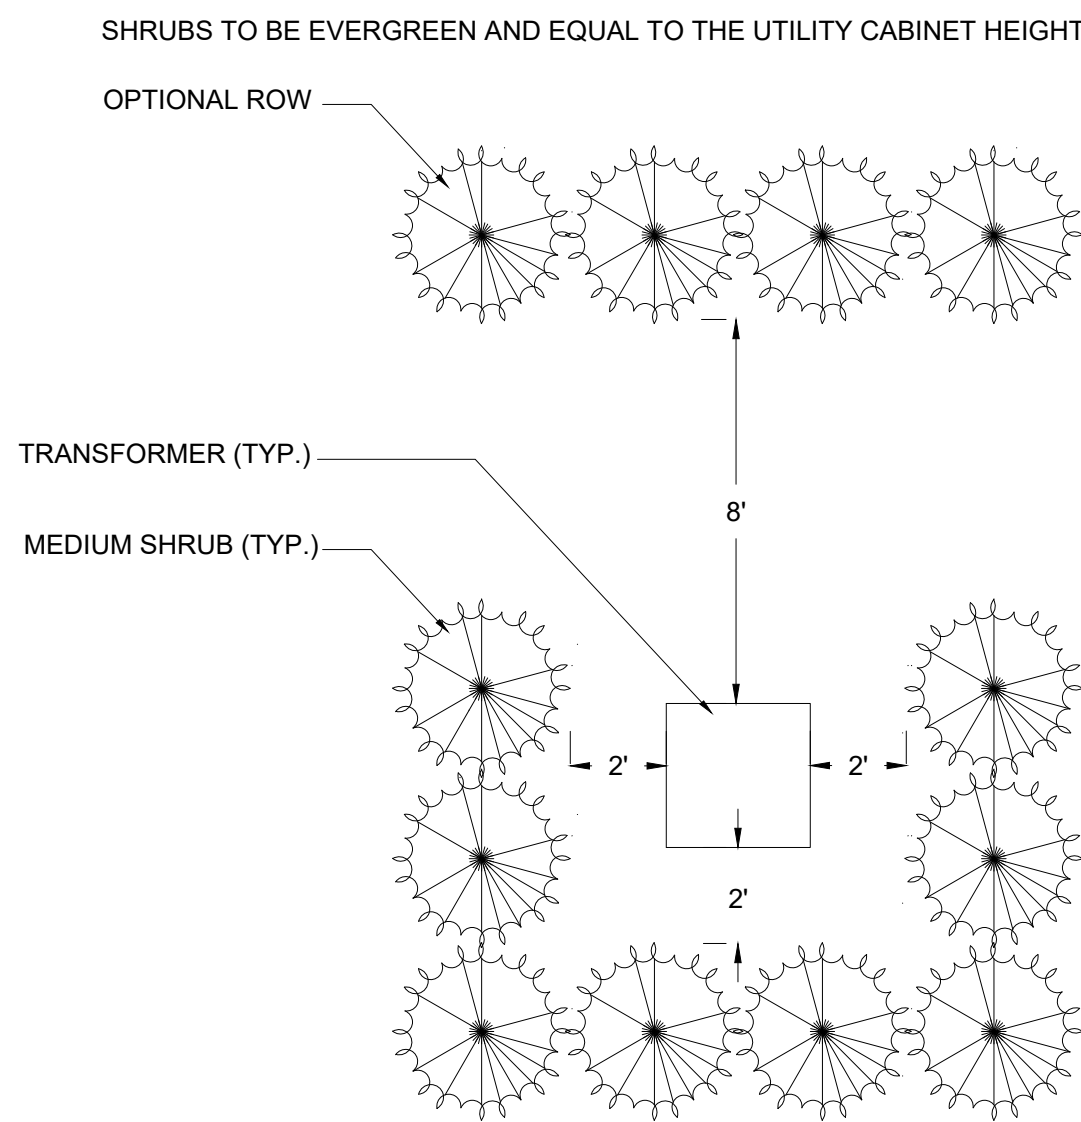 SHRUBS TO BE EVERGREEN AND EQUAL TO THE UTILITY CABINET HEIGHT
OPTIONAL ROW
TRANSFORMER (TYP.)
8'
MEDIUM SHRUB (TYP.)
2' 2'
2'